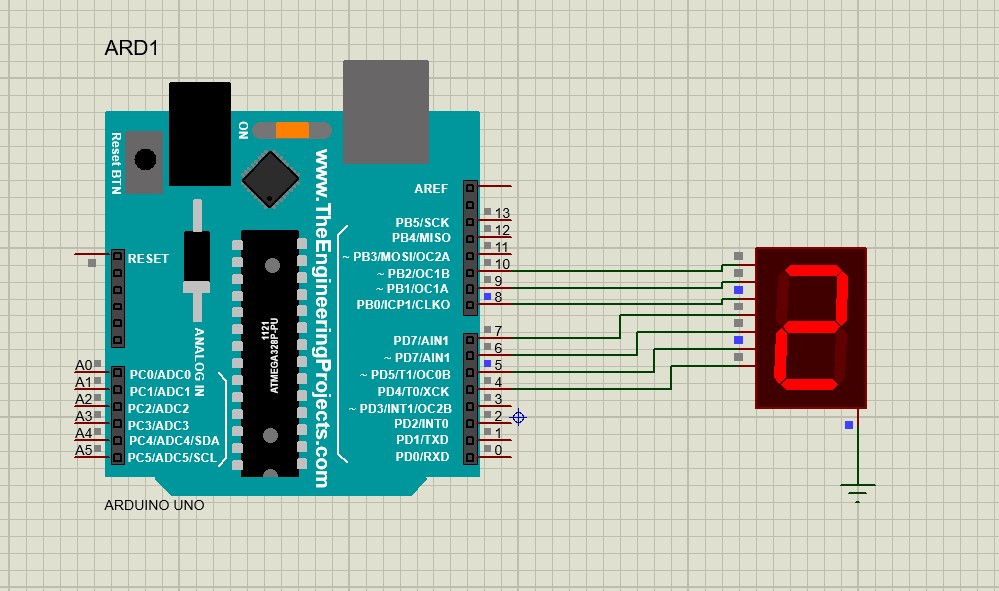 ARD1
Reset BTN
ON
www.TheEngineeringProjects.com
AREF
PB5/SCK
PB4/MISO
~ PB3/MOSI/OC2A
~ PB2/OC1B
~ PB1/OC1A
PB0/ICP1/CLKO
13
12
11
10
9
8
RESET
PD7/AIN1
~ PD7/AIN1
~ PD5/T1/OC0B
PD4/T0/XCK
~ PD3/INT1/OC2B
PD2/INT0
PD1/TXD
PD0/RXD
7
6
5
4
3
2
1
0
1121
ATMEGA328P-PU
ANALOG IN
A0
A1
A2
A3
A4
A5
PC0/ADC0
PC1/ADC1
PC2/ADC2
PC3/ADC3
PC4/ADC4/SDA
PC5/ADC5/SCL
ARDUINO UNO
2